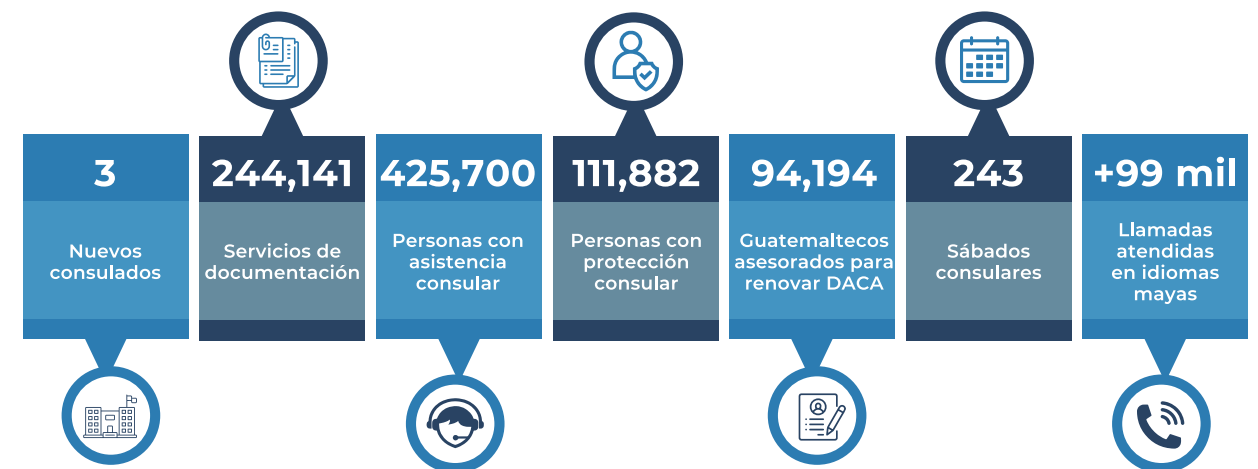 3
Nuevos
consulados
244,141
Servicios de
documentación
425,700
Personas con
asistencia
consular
111,882
Personas con
protección
consular
94,194
Guatemaltecos
asesorados para
renovar DACA
243
Sábados
consulares
+99 mil
Llamadas
atendidas
en idiomas
mayas